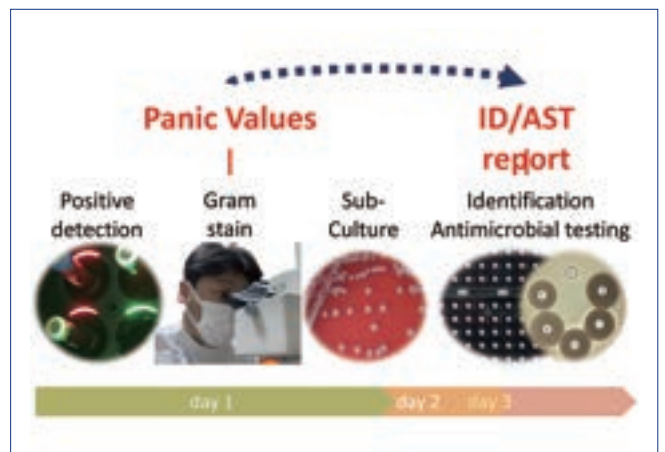 Panic Values
ID/AST
report
Positive
detection
Gram
stain
Sub-
Culture
Identification
Antimicrobial testing
day 1
day 2
day 3